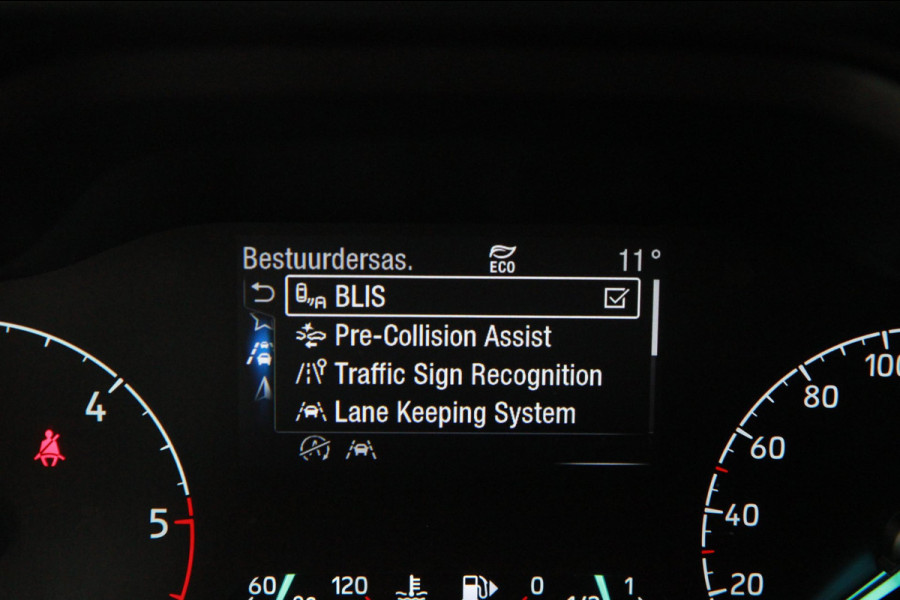 Bestuurdersas. ECO 11°
BLIS
Pre-Collision Assist
Traffic Sign Recognition
Lane Keeping System
4
5
100
80
60
40
20
60 120
0 1